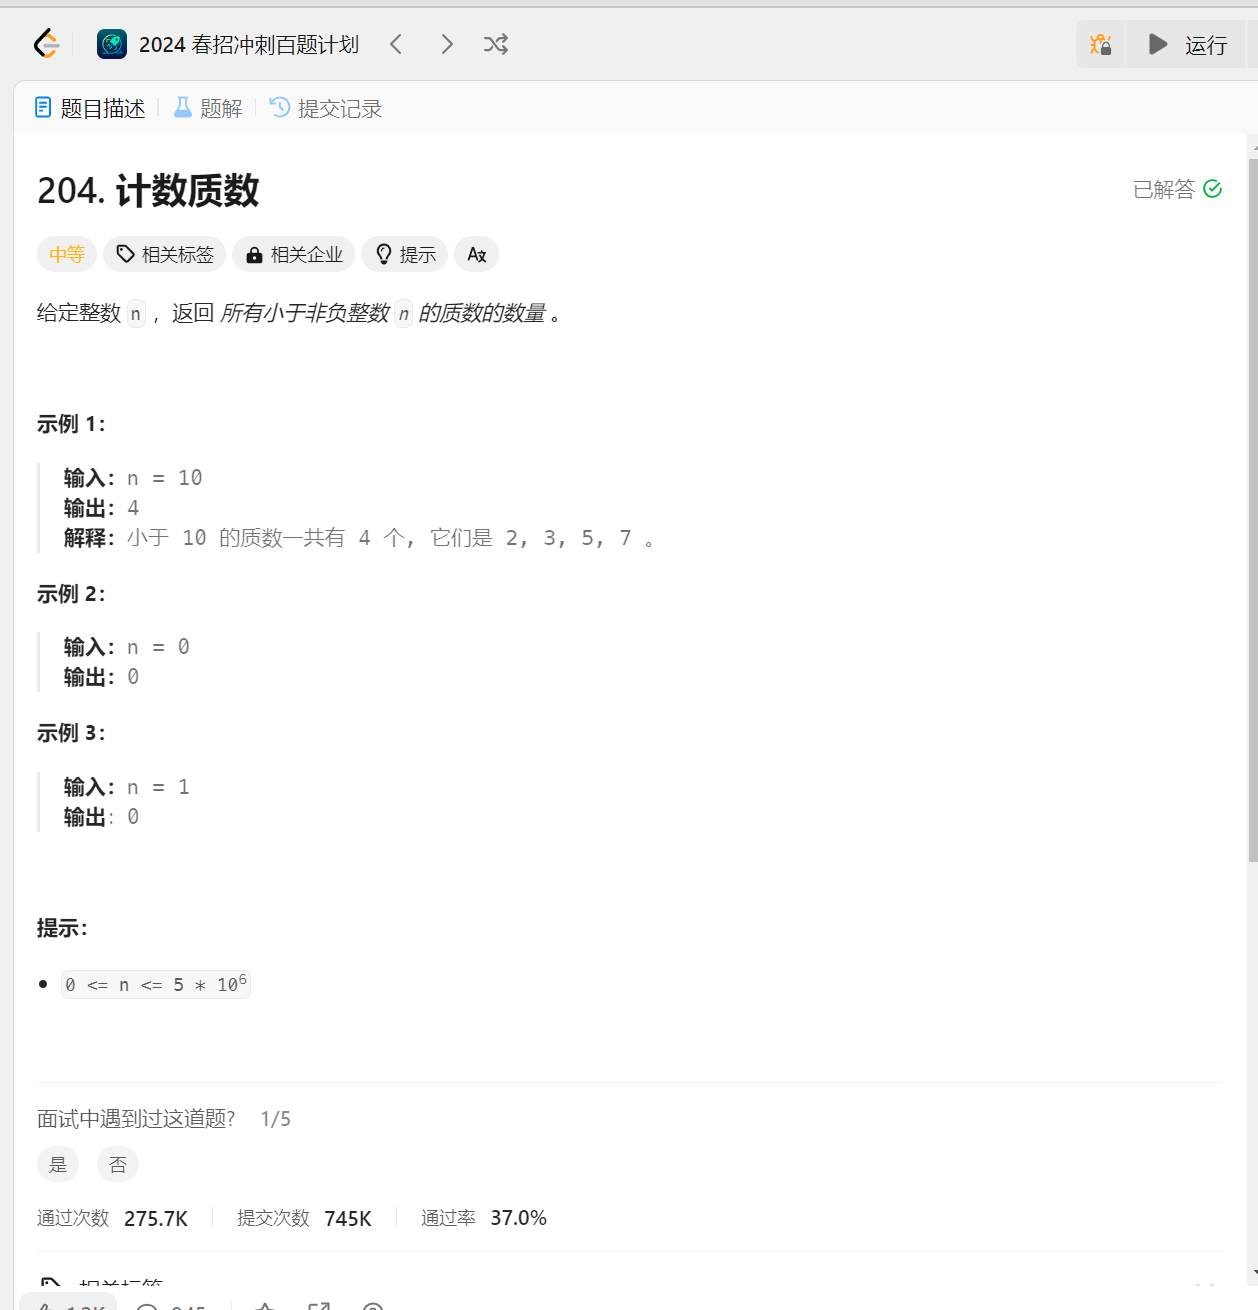 2024 春招冲刺百题计划
运行
题目描述
题解
提交记录
204. 计数质数
已解答
中等
相关标签
相关企业
提示
给定整数 n ，返回 所有小于非负整数 n 的质数的数量 。
示例 1：
输入：n = 10
输出：4
解释：小于 10 的质数一共有 4 个, 它们是 2, 3, 5, 7 。
示例 2：
输入：n = 0
输出：0
示例 3：
输入：n = 1
输出：0
提示：
0 <= n <= 5 * 10⁶
面试中遇到过这道题?
1/5
是
否
通过次数
275.7K
提交次数
745K
通过率
37.0%
相关标签